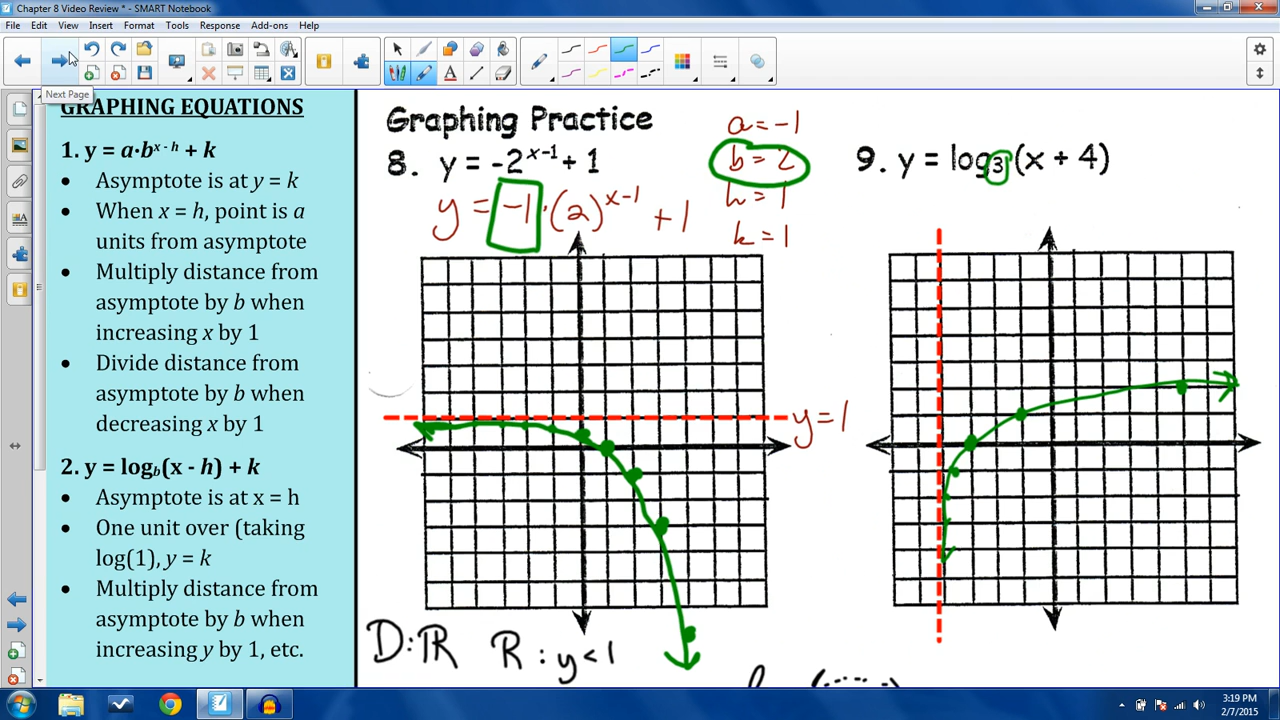 Chapter 8 Video Review * - SMART Notebook
File Edit View Insert Format Tools Response Add-ons Help
Next Page
GRAPHING EQUATIONS
1. y = a·b^{x - h} + k
• Asymptote is at y = k
• When x = h, point is a
units from asymptote
• Multiply distance from
asymptote by b when
increasing x by 1
• Divide distance from
asymptote by b when
decreasing x by 1
2. y = log_b(x - h) + k
• Asymptote is at x = h
• One unit over (taking
log(1), y = k
• Multiply distance from
asymptote by b when
increasing y by 1, etc.
Graphing Practice
8. y = -2^{x-1} + 1
y = -1·(2)^{x-1} + 1
a = -1
b = 2
h = 1
k = 1
y = 1
D: ℝ R: y < 1
9. y = log_3(x + 4)
3:19 PM
2/7/2015